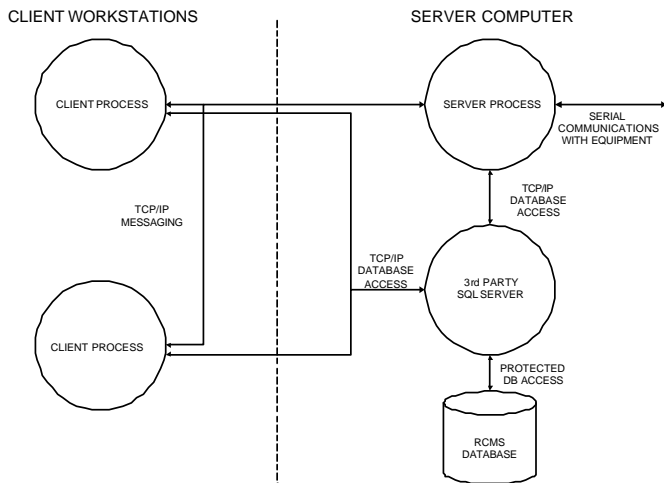 CLIENT WORKSTATIONS
SERVER COMPUTER
CLIENT PROCESS
SERVER PROCESS
SERIAL
COMMUNICATIONS
WITH EQUIPMENT
TCP/IP
DATABASE
ACCESS
TCP/IP
MESSAGING
TCP/IP
DATABASE
ACCESS
3rd PARTY
SQL SERVER
CLIENT PROCESS
PROTECTED
DB ACCESS
RCMS
DATABASE